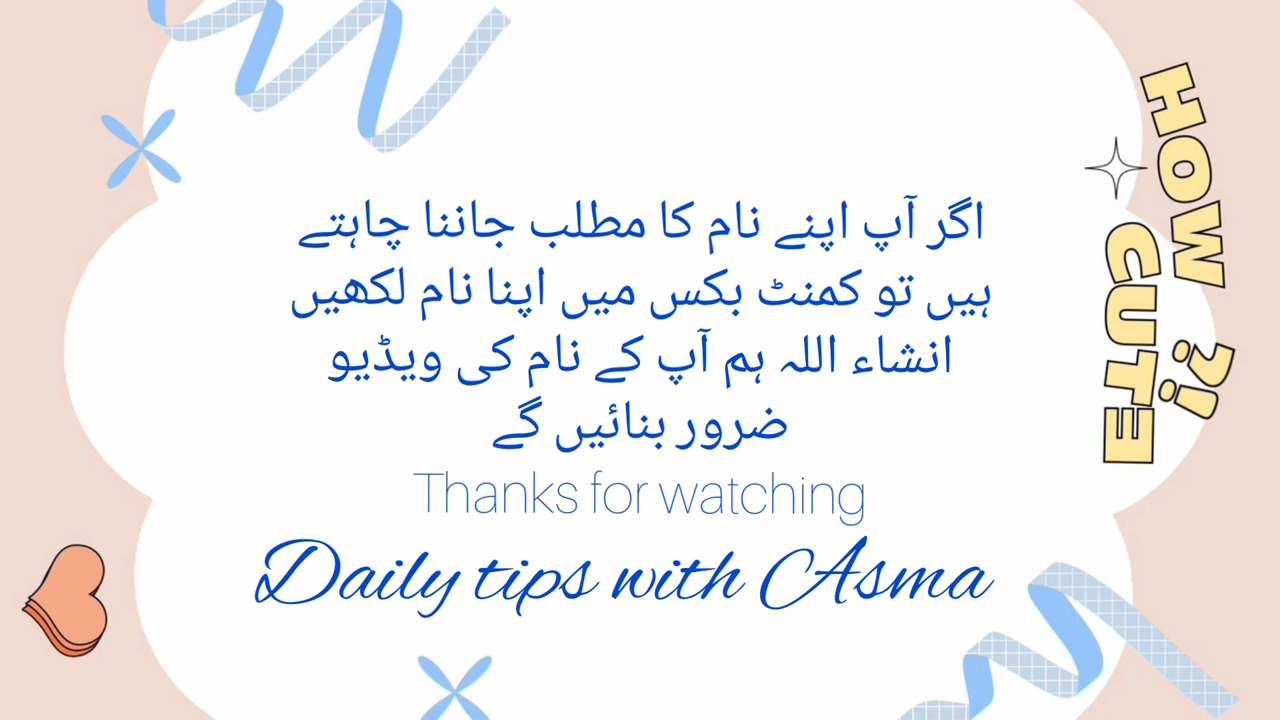 اگر آپ اپنے نام کا مطلب جاننا چاہتے
ہیں تو کمنٹ بکس میں اپنا نام لکھیں
انشاء اللہ ہم آپ کے نام کی ویڈیو
ضرور بنائیں گے
Thanks for watching
Daily tips with Asma
HOW
CUTE
?!